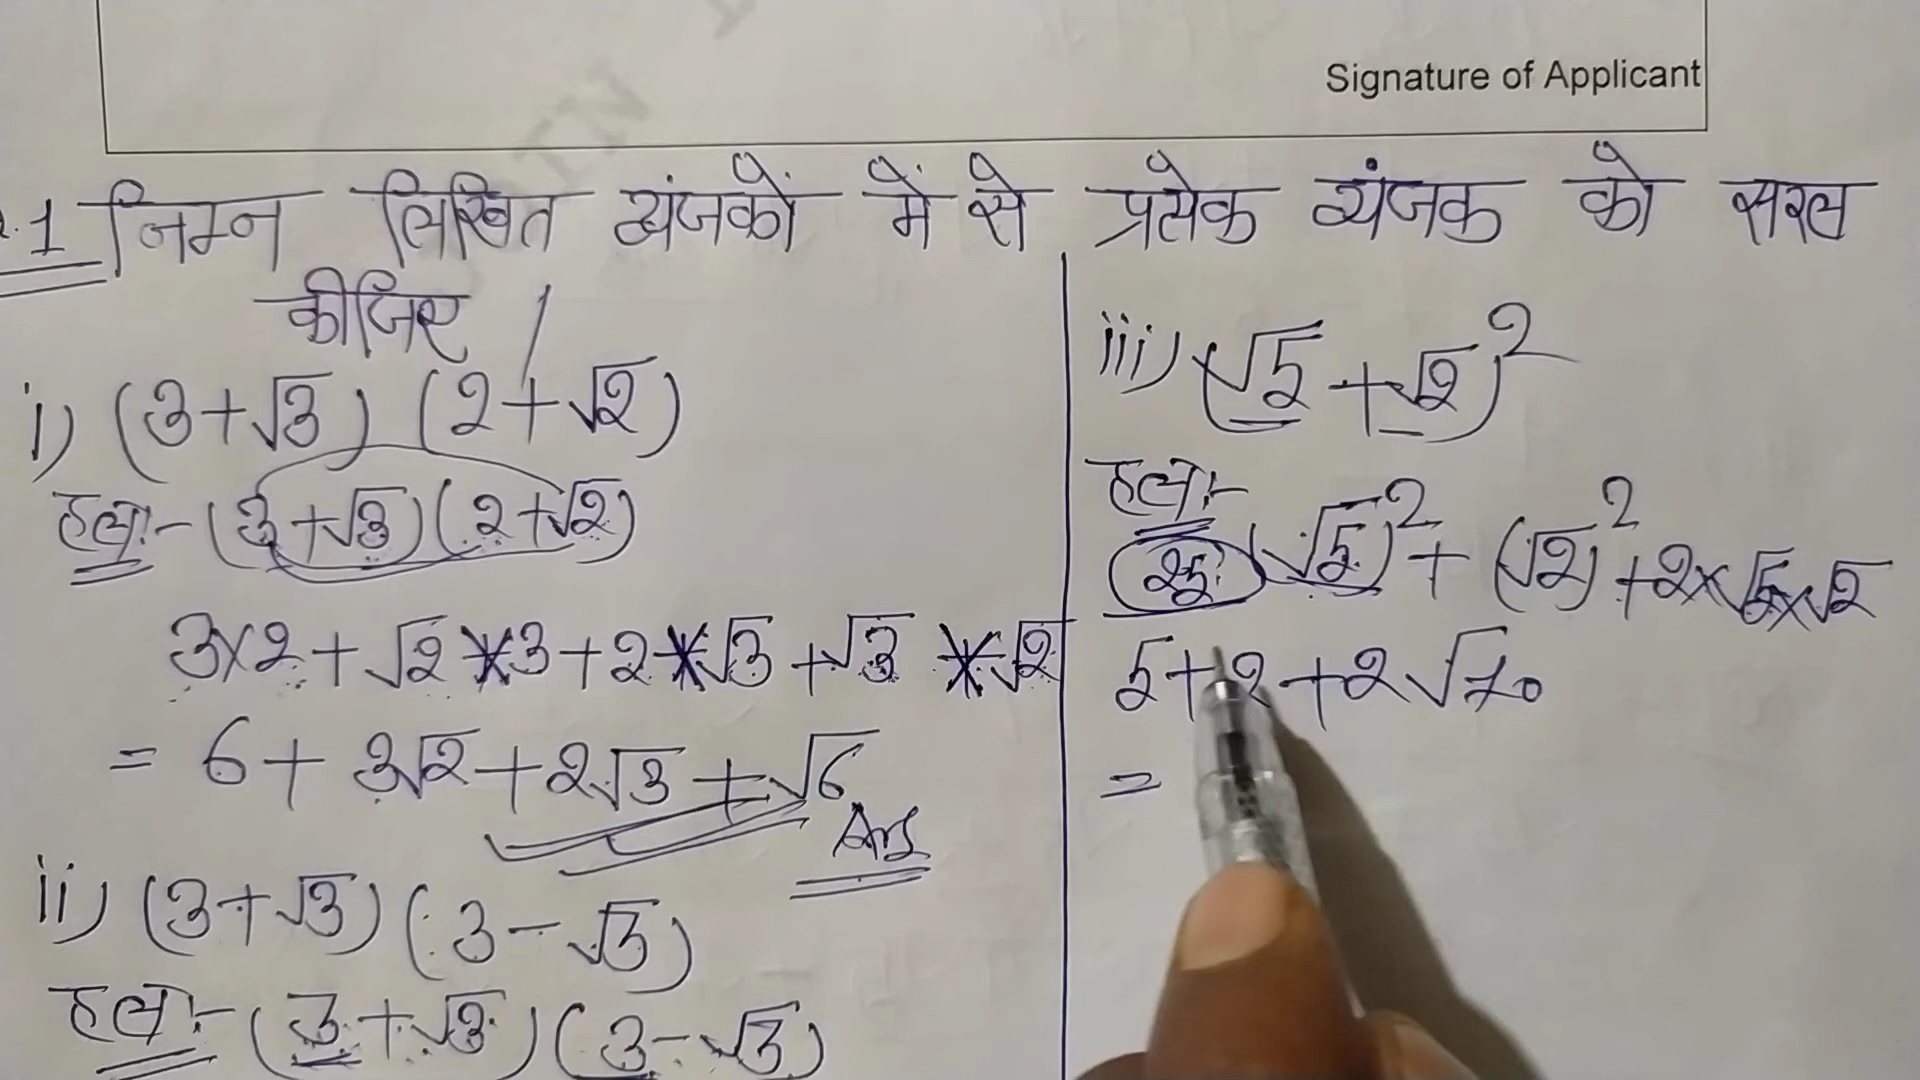 Signature of Applicant
Q.1 निम्न लिखित व्यंजकों में से प्रत्येक व्यंजक को सरल
कीजिए /
i) (3+√3) (2+√2)
हल:- (3+√3)(2+√2)
3×2+√2×3+2×√3+√3×√2
= 6+3√2+2√3+√6
Ans
ii) (3+√3)(3-√3)
हल:- (3+√3)(3-√3)
iii) (√5+√2)²
हल:-
25 (√5)²+(√2)²+2×√5×√2
5+2+2√10
=